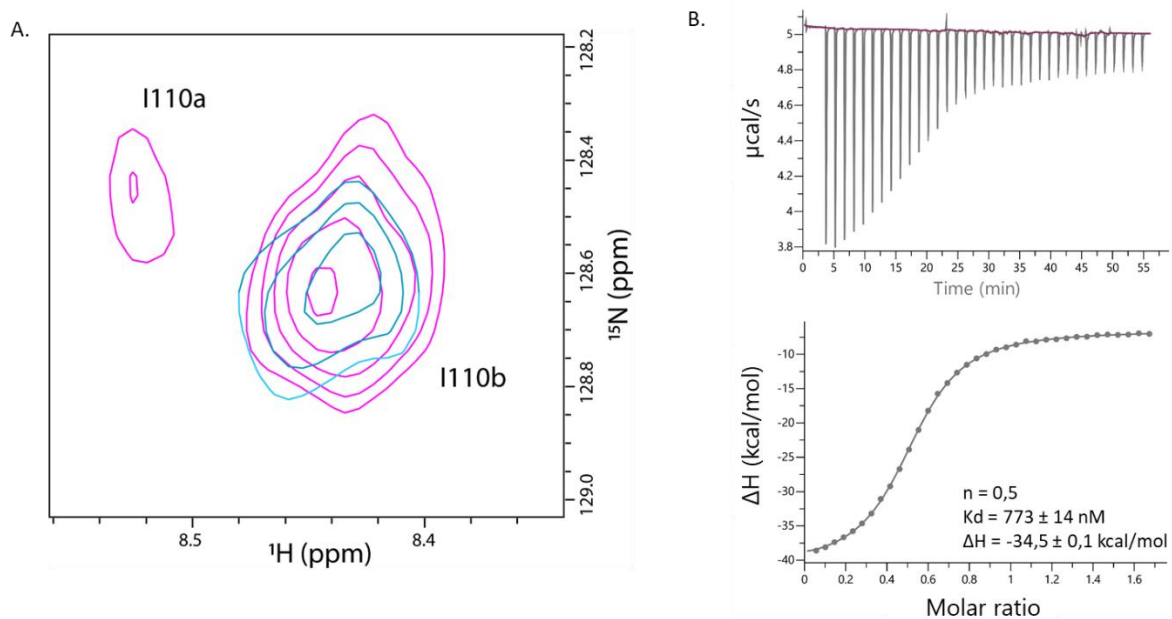 A.
I110a
I110b
128.2
128.4
128.6
128.8
129.0
¹⁵N (ppm)
8.5
8.4
¹H (ppm)
B.
5
4.8
4.6
4.4
4.2
4
3.8
µcal/s
0 5 10 15 20 25 30 35 40 45 50 55
Time (min)
-10
-15
-20
-25
-30
-35
-40
ΔH (kcal/mol)
n = 0,5
Kd = 773 ± 14 nM
ΔH = -34,5 ± 0,1 kcal/mol
0 0.2 0.4 0.6 0.8 1 1.2 1.4 1.6
Molar ratio